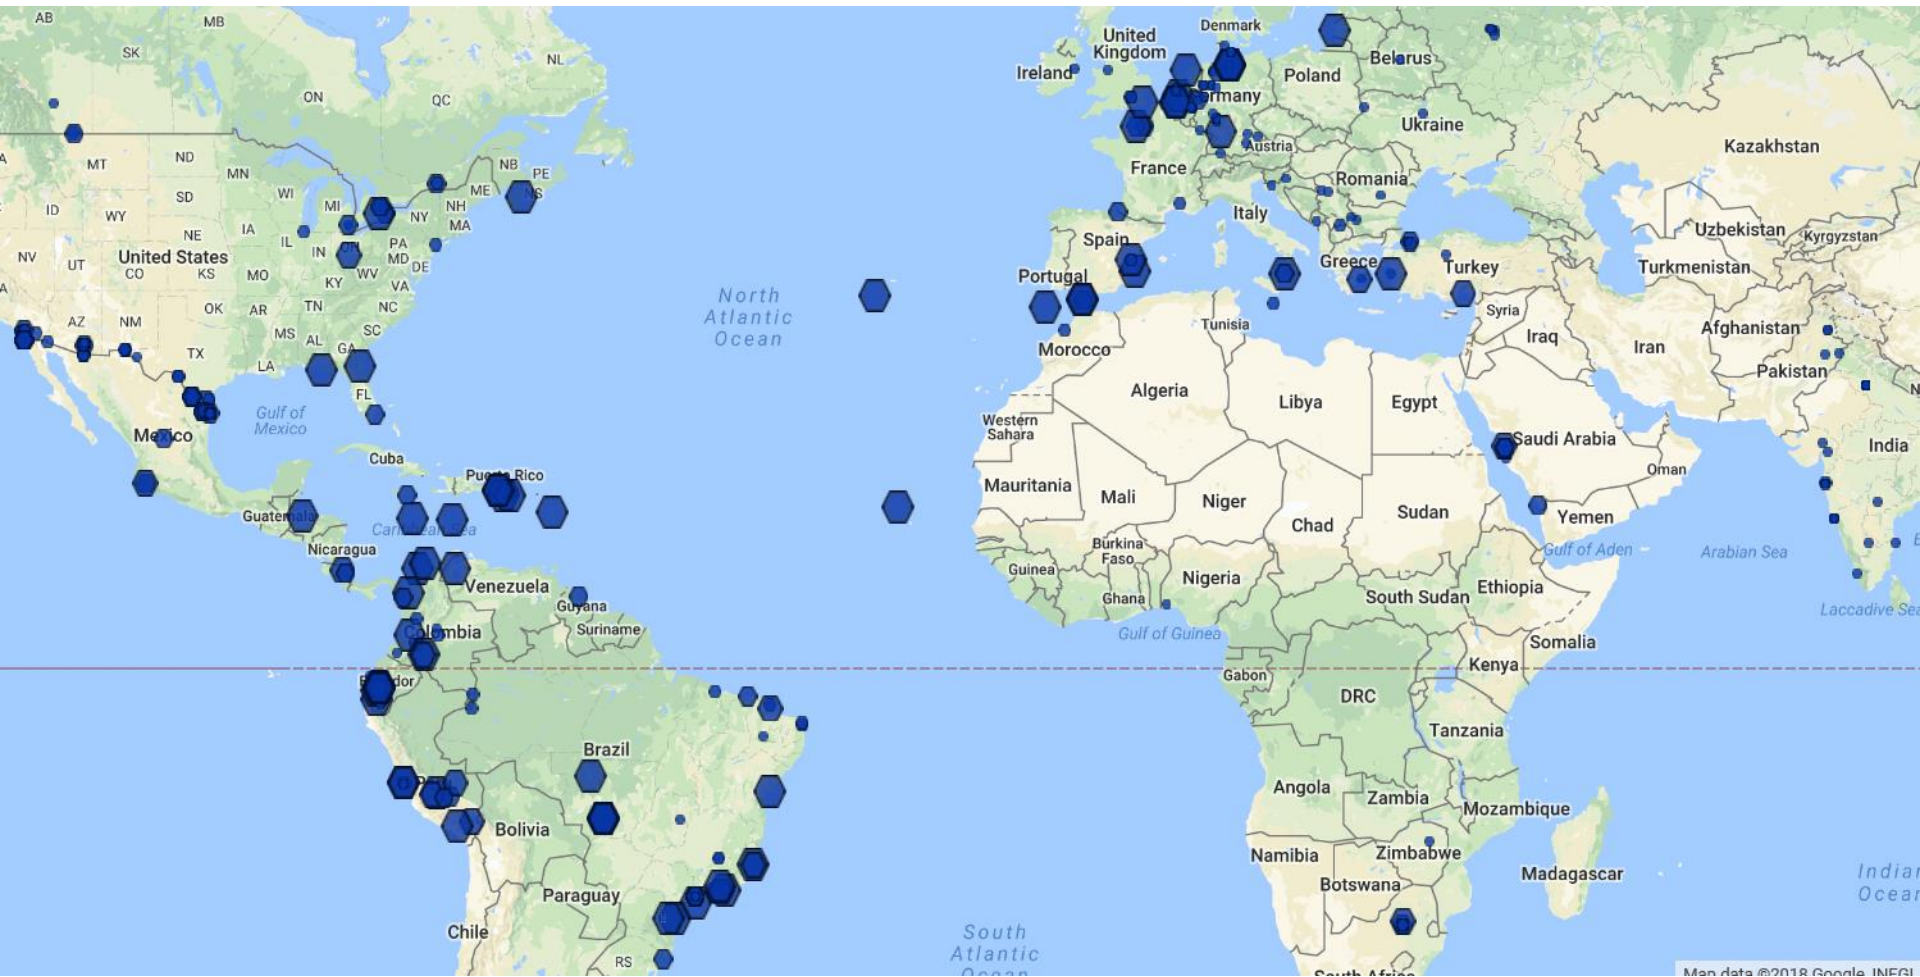 AB
MB
SK
NL
ON
QC
MT
ND
MN
NB
PE
NS
ID
WY
SD
WI
MI
NY
ME
NH
MA
NE
IA
IL
IN
OH
PA
MD
DE
NV
UT
United States
CO
KS
MO
KY
WV
VA
AZ
NM
OK
AR
TN
NC
MS
AL
GA
SC
TX
LA
FL
Gulf of
Mexico
Mexico
Cuba
Puerto Rico
Guatemala
Caribbean Sea
Nicaragua
Venezuela
Guyana
Suriname
Colombia
Ecuador
Brazil
Bolivia
Paraguay
Chile
RS
North
Atlantic
Ocean
South
Atlantic
Ocean
Denmark
United
Kingdom
Ireland
Belarus
Poland
Germany
Ukraine
Austria
France
Romania
Italy
Spain
Portugal
Greece
Turkey
Kazakhstan
Uzbekistan
Kyrgyzstan
Turkmenistan
Syria
Iraq
Iran
Afghanistan
Pakistan
India
Tunisia
Morocco
Algeria
Libya
Egypt
Saudi Arabia
Oman
Western
Sahara
Mauritania
Mali
Niger
Chad
Sudan
Yemen
Gulf of Aden
Arabian Sea
Burkina
Faso
Guinea
Ghana
Nigeria
South Sudan
Ethiopia
Laccadive Sea
Gulf of Guinea
Somalia
Kenya
Gabon
DRC
Tanzania
Angola
Zambia
Mozambique
Namibia
Zimbabwe
Botswana
Madagascar
Indian
Ocean
South Africa
Map data ©2018 Google, INEGI